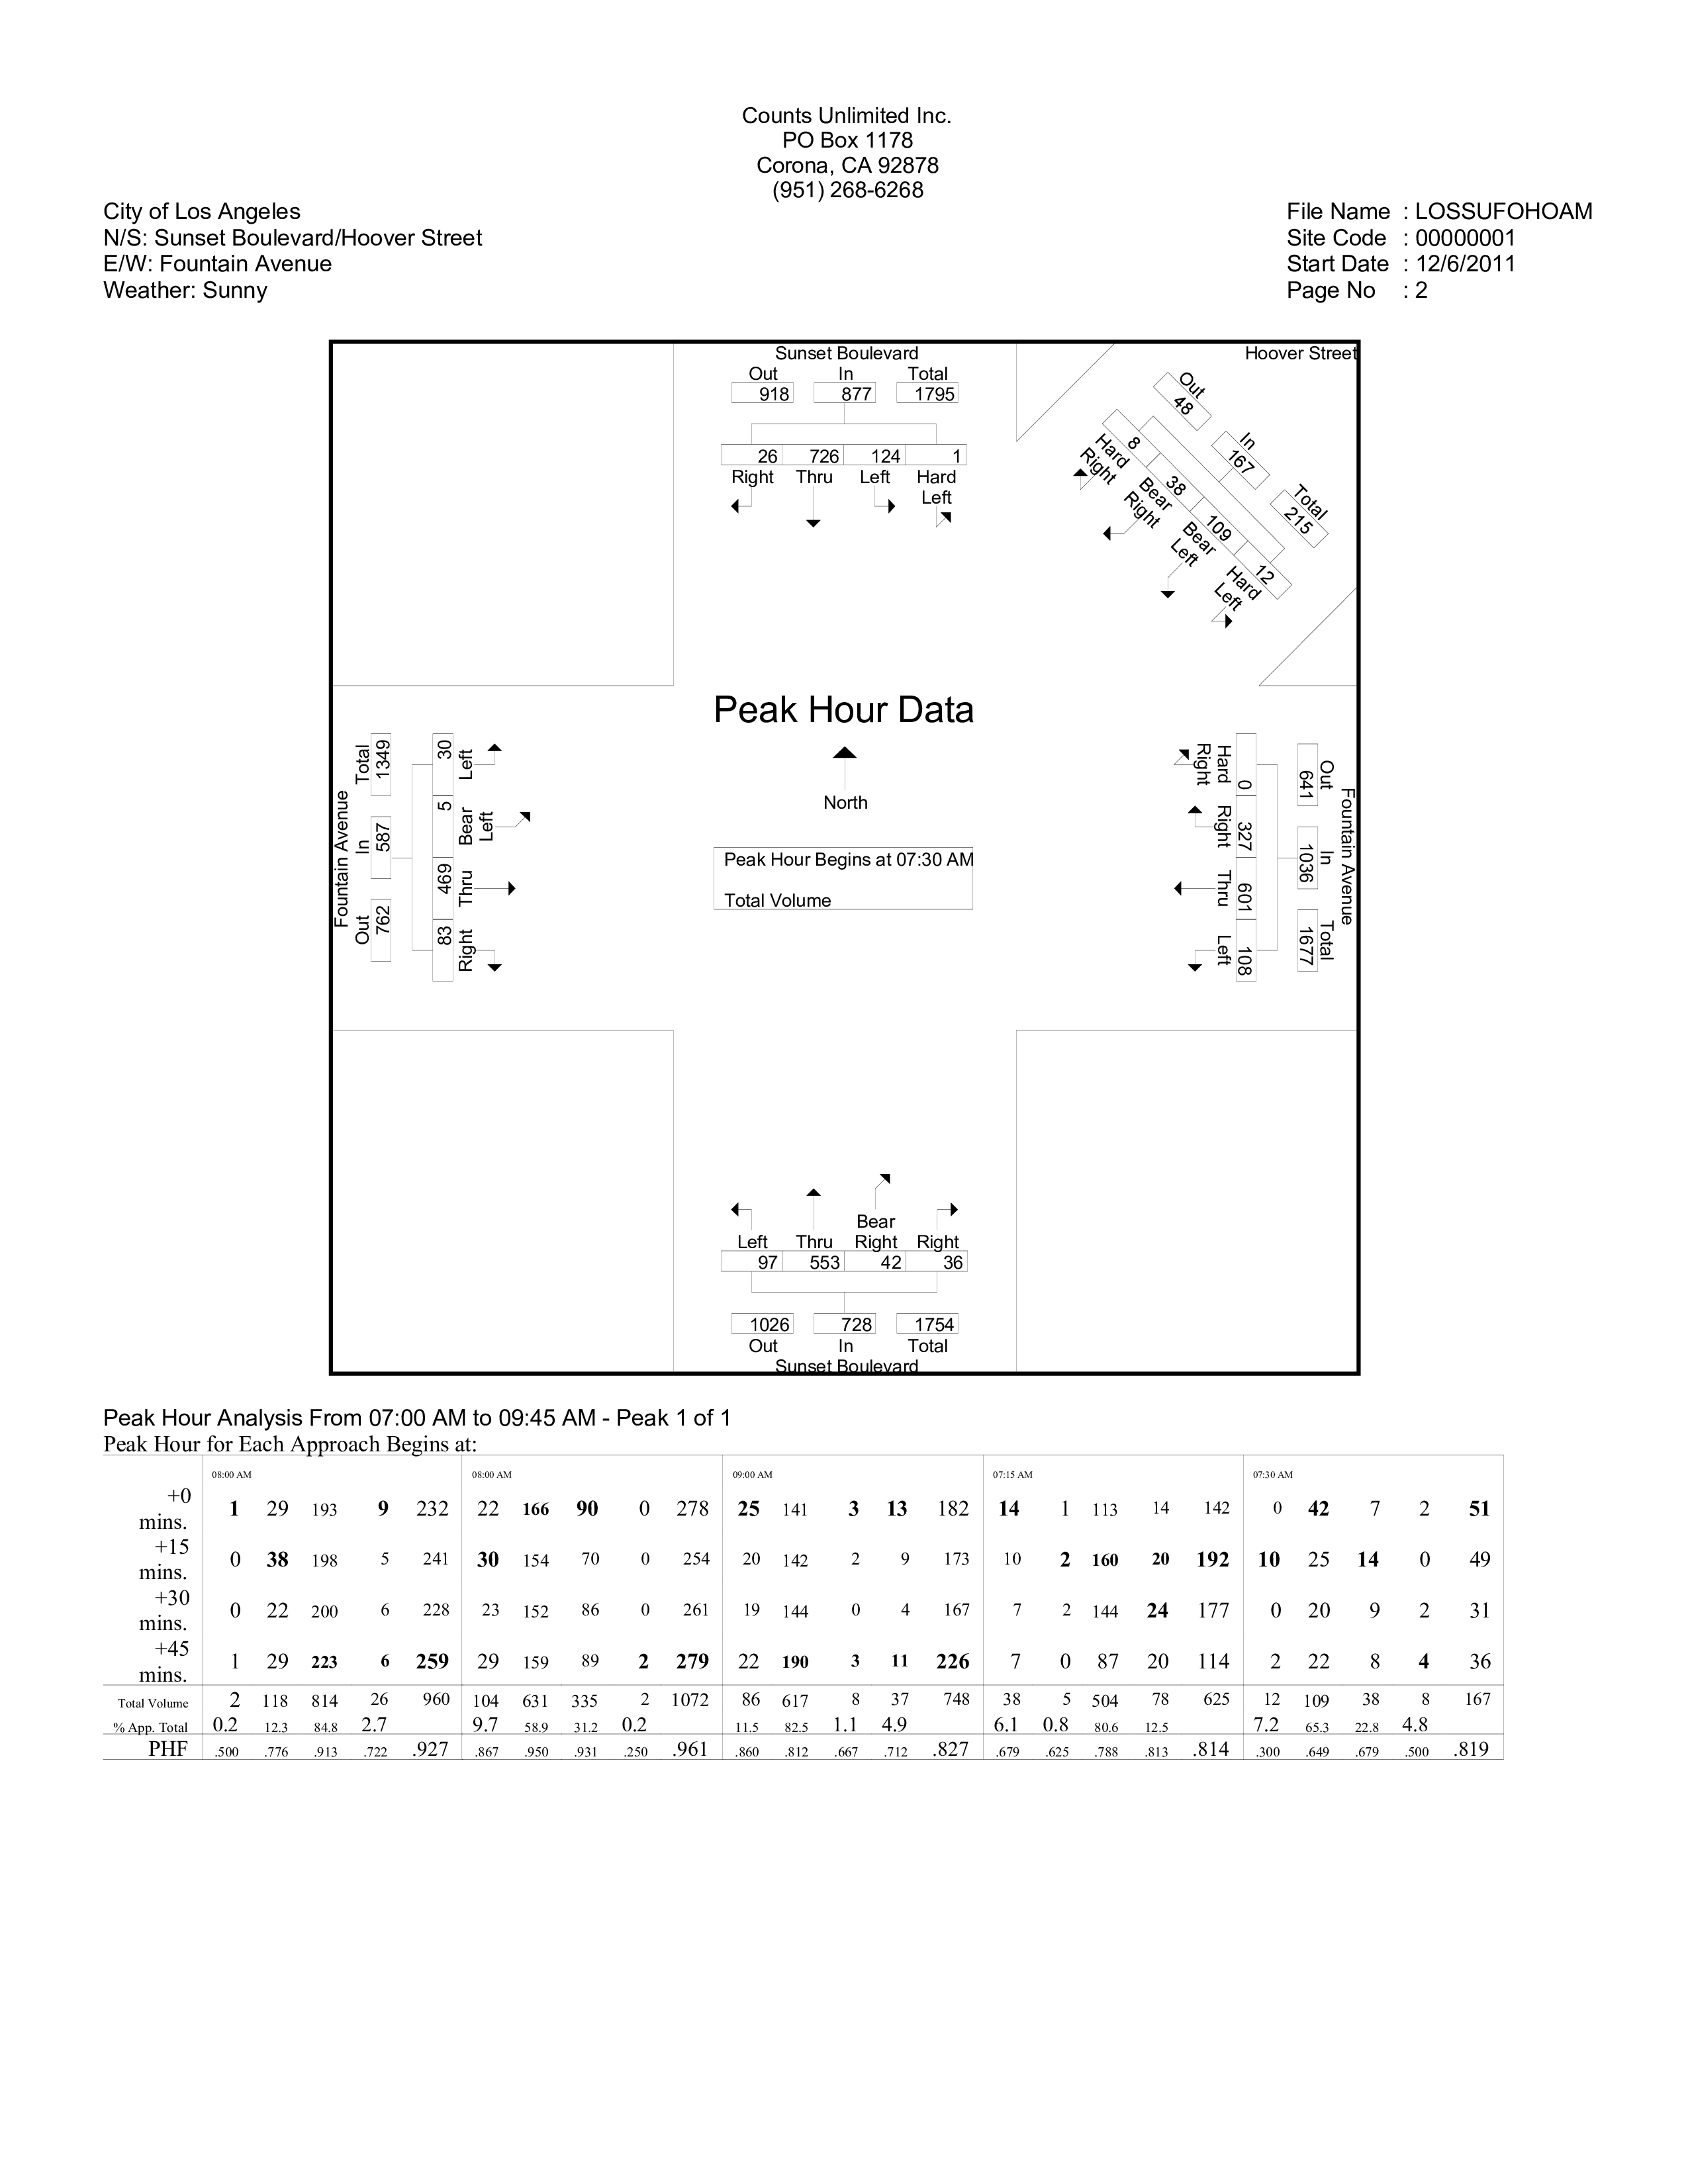 Counts Unlimited Inc.
PO Box 1178
Corona, CA 92878
(951) 268-6268
City of Los Angeles
N/S: Sunset Boulevard/Hoover Street
E/W: Fountain Avenue
Weather: Sunny
File Name : LOSSUFOHOAM
Site Code : 00000001
Start Date : 12/6/2011
Page No : 2
Sunset Boulevard
Out In Total
918 877 1795
26 726 124 1
Right Thru Left Hard Left
Hoover Street
Out In Total
48 167 215
8 38 109 12
Hard Right Bear Right Bear Left Hard Left
Peak Hour Data
North
Peak Hour Begins at 07:30 AM
Total Volume
Fountain Avenue
Total In Out
1349 587 762
30 5 469 83
Left Bear Left Thru Right
Fountain Avenue
Out In Total
641 1036 1677
0 327 601 108
Hard Right Right Thru Left
Left Thru Bear Right Right
97 553 42 36
1026 728 1754
Out In Total
Sunset Boulevard
Peak Hour Analysis From 07:00 AM to 09:45 AM - Peak 1 of 1
Peak Hour for Each Approach Begins at:
08:00 AM 08:00 AM 09:00 AM 07:15 AM 07:30 AM
+0 mins. 1 29 193 9 232 22 166 90 0 278 25 141 3 13 182 14 1 113 14 142 0 42 7 2 51
+15 mins. 0 38 198 5 241 30 154 70 0 254 20 142 2 9 173 10 2 160 20 192 10 25 14 0 49
+30 mins. 0 22 200 6 228 23 152 86 0 261 19 144 0 4 167 7 2 144 24 177 0 20 9 2 31
+45 mins. 1 29 223 6 259 29 159 89 2 279 22 190 3 11 226 7 0 87 20 114 2 22 8 4 36
Total Volume 2 118 814 26 960 104 631 335 2 1072 86 617 8 37 748 38 5 504 78 625 12 109 38 8 167
% App. Total 0.2 12.3 84.8 2.7 9.7 58.9 31.2 0.2 11.5 82.5 1.1 4.9 6.1 0.8 80.6 12.5 7.2 65.3 22.8 4.8
PHF .500 .776 .913 .722 .927 .867 .950 .931 .250 .961 .860 .812 .667 .712 .827 .679 .625 .788 .813 .814 .300 .649 .679 .500 .819